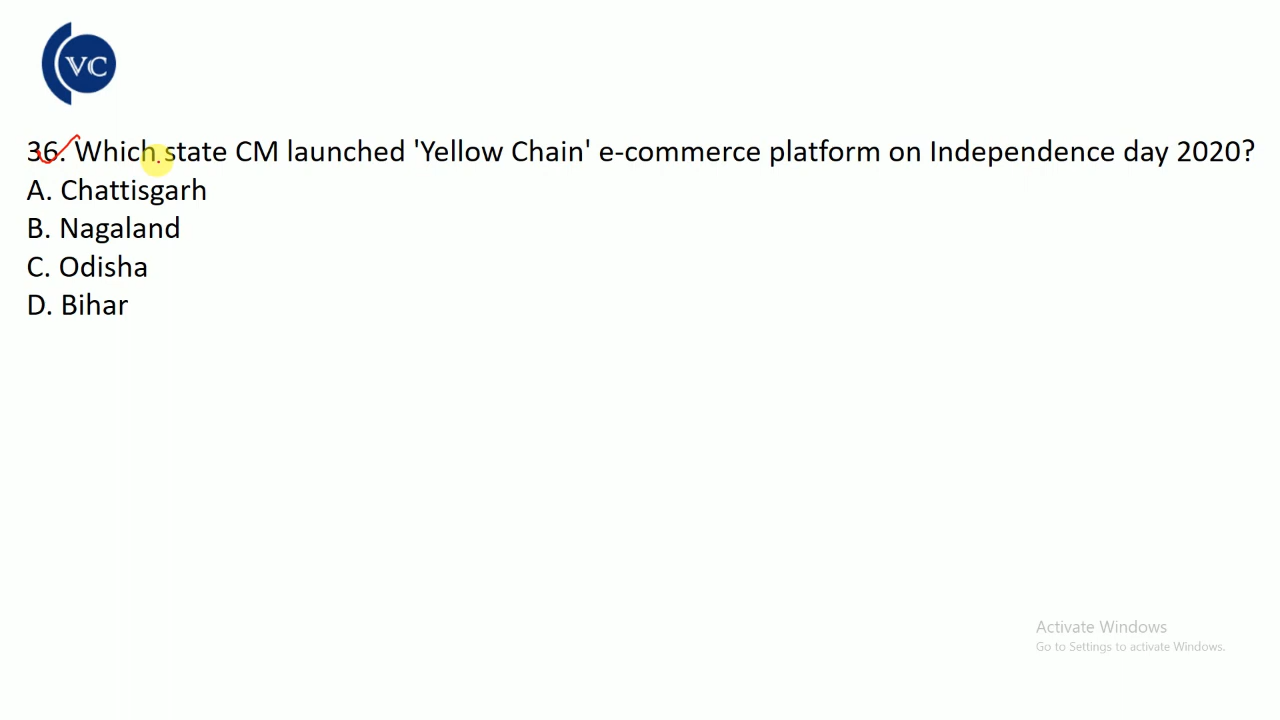 VC
36. Which state CM launched 'Yellow Chain' e-commerce platform on Independence day 2020?
A. Chattisgarh
B. Nagaland
C. Odisha
D. Bihar
Activate Windows
Go to Settings to activate Windows.